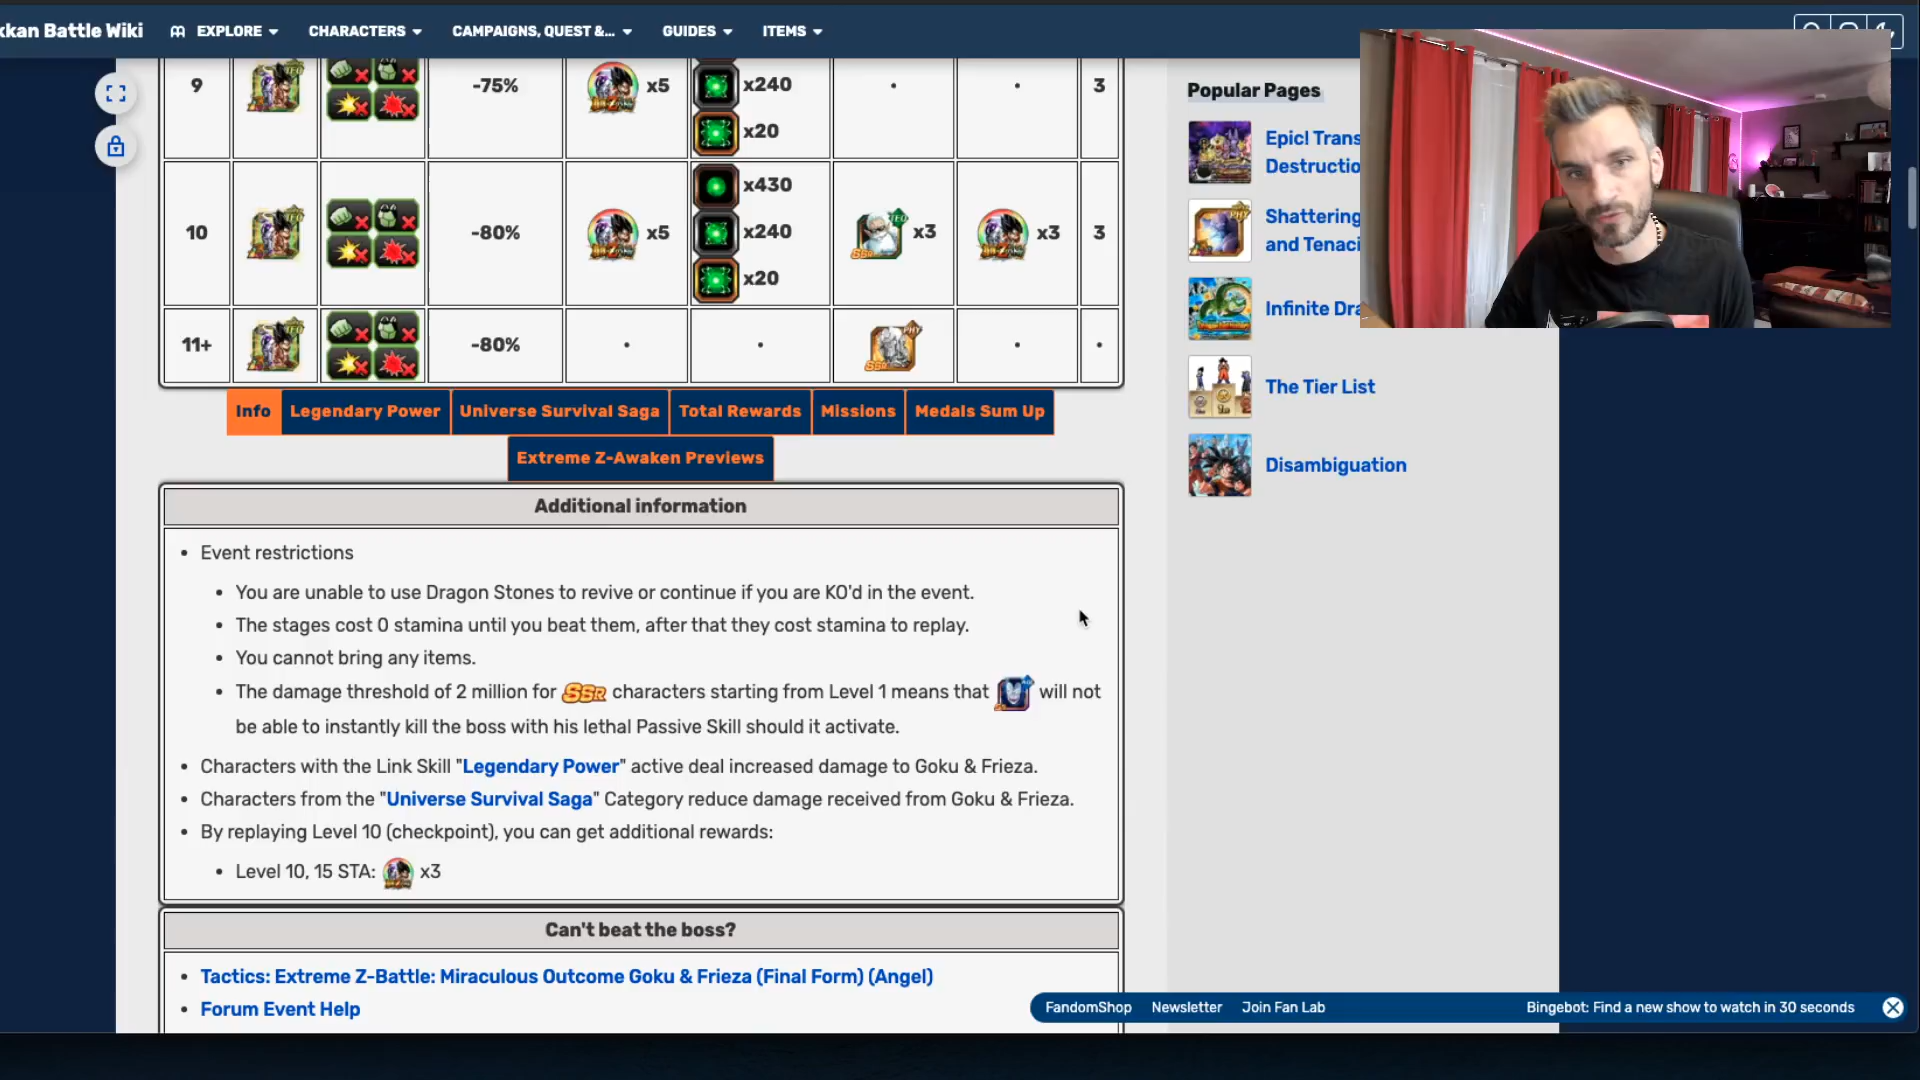 kkan Battle Wiki
EXPLORE
CHARACTERS
CAMPAIGNS, QUEST &...
GUIDES
ITEMS
9
-75%
x5
x240
x20
·
·
3
10
-80%
x5
x430
x240
x20
x3
x3
3
11+
-80%
·
·
·
·
Info
Legendary Power
Universe Survival Saga
Total Rewards
Missions
Medals Sum Up
Extreme Z-Awaken Previews
Additional information
• Event restrictions
• You are unable to use Dragon Stones to revive or continue if you are KO'd in the event.
• The stages cost 0 stamina until you beat them, after that they cost stamina to replay.
• You cannot bring any items.
• The damage threshold of 2 million for SSR characters starting from Level 1 means that will not
be able to instantly kill the boss with his lethal Passive Skill should it activate.
• Characters with the Link Skill "Legendary Power" active deal increased damage to Goku & Frieza.
• Characters from the "Universe Survival Saga" Category reduce damage received from Goku & Frieza.
• By replaying Level 10 (checkpoint), you can get additional rewards:
• Level 10, 15 STA: x3
Can't beat the boss?
• Tactics: Extreme Z-Battle: Miraculous Outcome Goku & Frieza (Final Form) (Angel)
• Forum Event Help
Popular Pages
Epic! Trans
Destructio
Shattering
and Tenaci
Infinite Dra
The Tier List
Disambiguation
FandomShop
Newsletter
Join Fan Lab
Bingebot: Find a new show to watch in 30 seconds